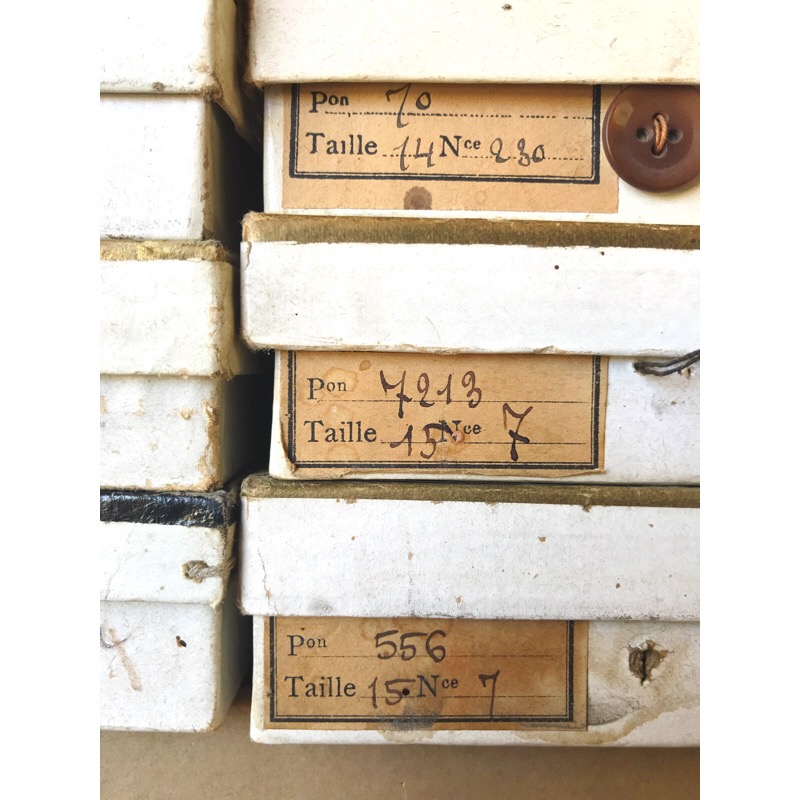 Pon 70
Taille 14 Nce 230
Pon 7213
Taille 15 Nce 7
Pon 556
Taille 15. Nce 7